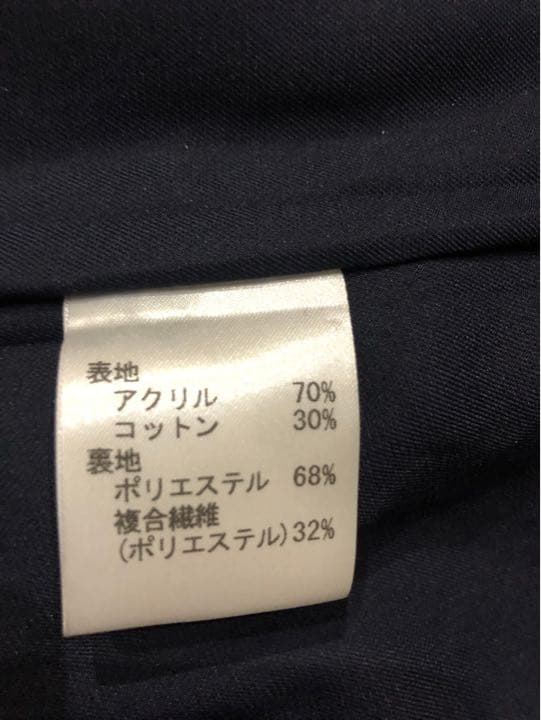 表地
アクリル 70%
コットン 30%
裏地
ポリエステル 68%
複合繊維
(ポリエステル)32%